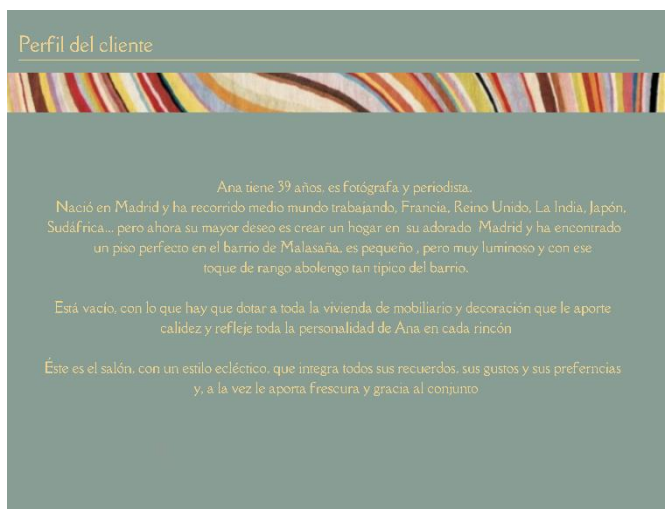 Perfil del cliente
Ana tiene 39 años, es fotógrafa y periodista.
Nació en Madrid y ha recorrido medio mundo trabajando, Francia, Reino Unido, La India, Japón,
Sudáfrica... pero ahora su mayor deseo es crear un hogar en su adorado Madrid y ha encontrado
un piso perfecto en el barrio de Malasaña, es pequeño , pero muy luminoso y con ese
toque de rango abolengo tan típico del barrio.
Está vacío, con lo que hay que dotar a toda la vivienda de mobiliario y decoración que le aporte
calidez y refleje toda la personalidad de Ana en cada rincón
Éste es el salón, con un estilo ecléctico, que integra todos sus recuerdos, sus gustos y sus preferncias
y, a la vez le aporta frescura y gracia al conjunto